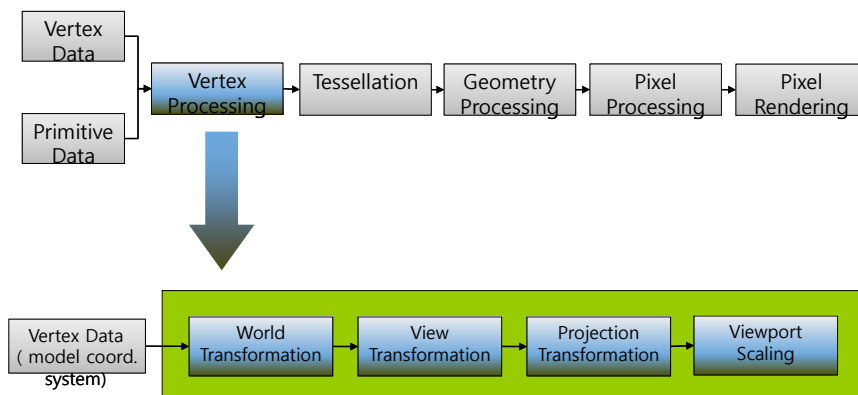 Vertex
Data
Primitive
Data
Vertex
Processing
Tessellation
Geometry
Processing
Pixel
Processing
Pixel
Rendering
Vertex Data
( model coord.
system)
World
Transformation
View
Transformation
Projection
Transformation
Viewport
Scaling